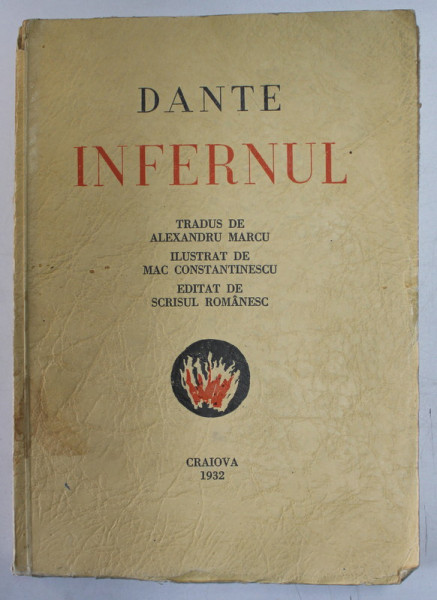 DANTE
INFERNUL
TRADUS DE
ALEXANDRU MARCU
ILUSTRAT DE
MAC CONSTANTINESCU
EDITAT DE
SCRISUL ROMÂNESC
CRAIOVA
1932